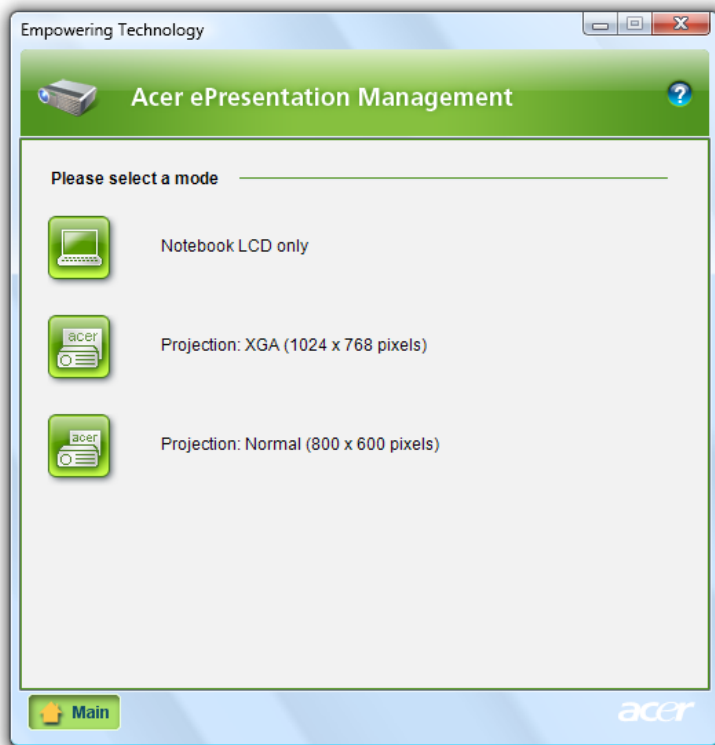 Empowering Technology
Acer ePresentation Management
?
Please select a mode
Notebook LCD only
acer
Projection: XGA (1024 x 768 pixels)
acer
Projection: Normal (800 x 600 pixels)
Main
acer